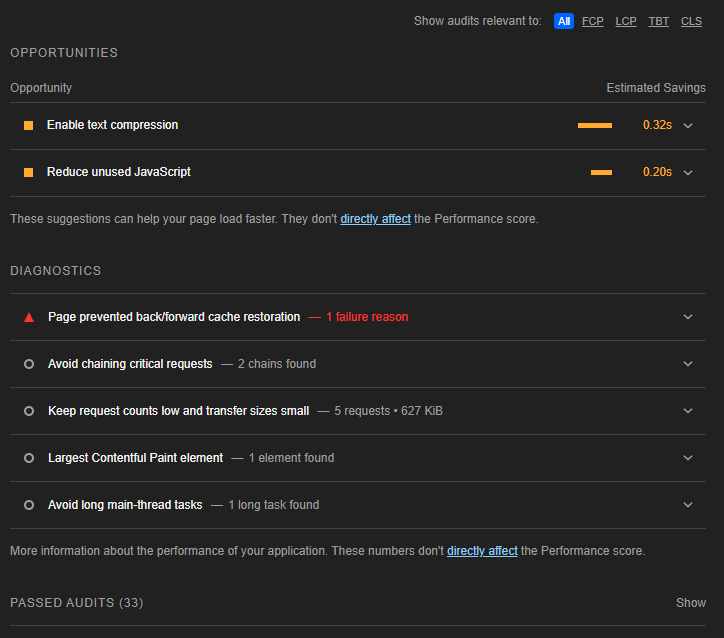 Show audits relevant to: All FCP LCP TBT CLS
OPPORTUNITIES
Opportunity Estimated Savings
Enable text compression 0.32s
Reduce unused JavaScript 0.20s
These suggestions can help your page load faster. They don't directly affect the Performance score.
DIAGNOSTICS
Page prevented back/forward cache restoration — 1 failure reason
Avoid chaining critical requests — 2 chains found
Keep request counts low and transfer sizes small — 5 requests • 627 KiB
Largest Contentful Paint element — 1 element found
Avoid long main-thread tasks — 1 long task found
More information about the performance of your application. These numbers don't directly affect the Performance score.
PASSED AUDITS (33) Show